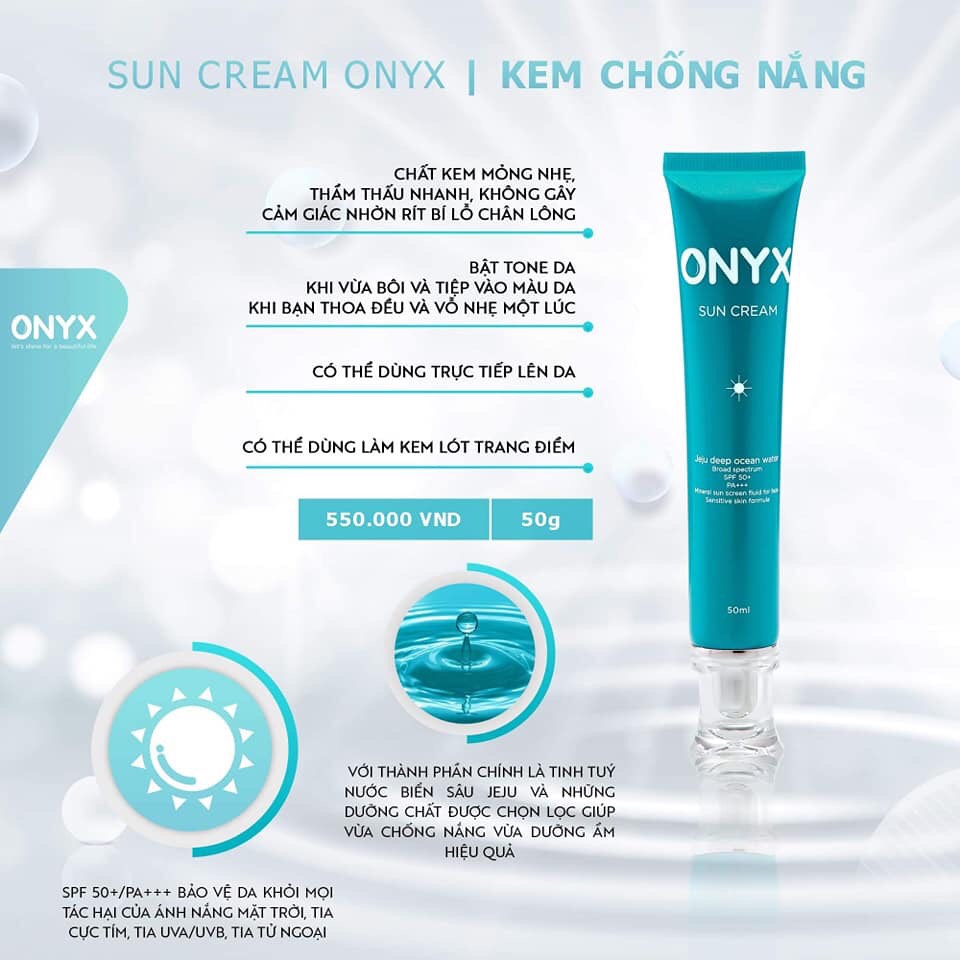 SUN CREAM ONYX | KEM CHỐNG NẮNG
CHẤT KEM MỎNG NHẸ,
THẨM THẤU NHANH, KHÔNG GÂY
CẢM GIÁC NHỜN RÍT BÍ LỖ CHÂN LÔNG
BẬT TONE DA
KHI VỪA BÔI VÀ TIỆP VÀO MÀU DA
KHI BẠN THOA ĐỀU VÀ VỖ NHẸ MỘT LÚC
CÓ THỂ DÙNG TRỰC TIẾP LÊN DA
CÓ THỂ DÙNG LÀM KEM LÓT TRANG ĐIỂM
550.000 VND 50g
ONYX
let's shine for a beautiful life
ONYX
SUN CREAM
Jeju deep ocean water
Broad spectrum
SPF 50+
PA+++
Mineral sun screen fluid for face
Sensitive skin formula
50ml
VỚI THÀNH PHẦN CHÍNH LÀ TINH TUÝ
NƯỚC BIỂN SÂU JEJU VÀ NHỮNG
DƯỠNG CHẤT ĐƯỢC CHỌN LỌC GIÚP
VỪA CHỐNG NẮNG VỪA DƯỠNG ẨM
HIỆU QUẢ
SPF 50+/PA+++ BẢO VỆ DA KHỎI MỌI
TÁC HẠI CỦA ÁNH NẮNG MẶT TRỜI, TIA
CỰC TÍM, TIA UVA/UVB, TIA TỬ NGOẠI